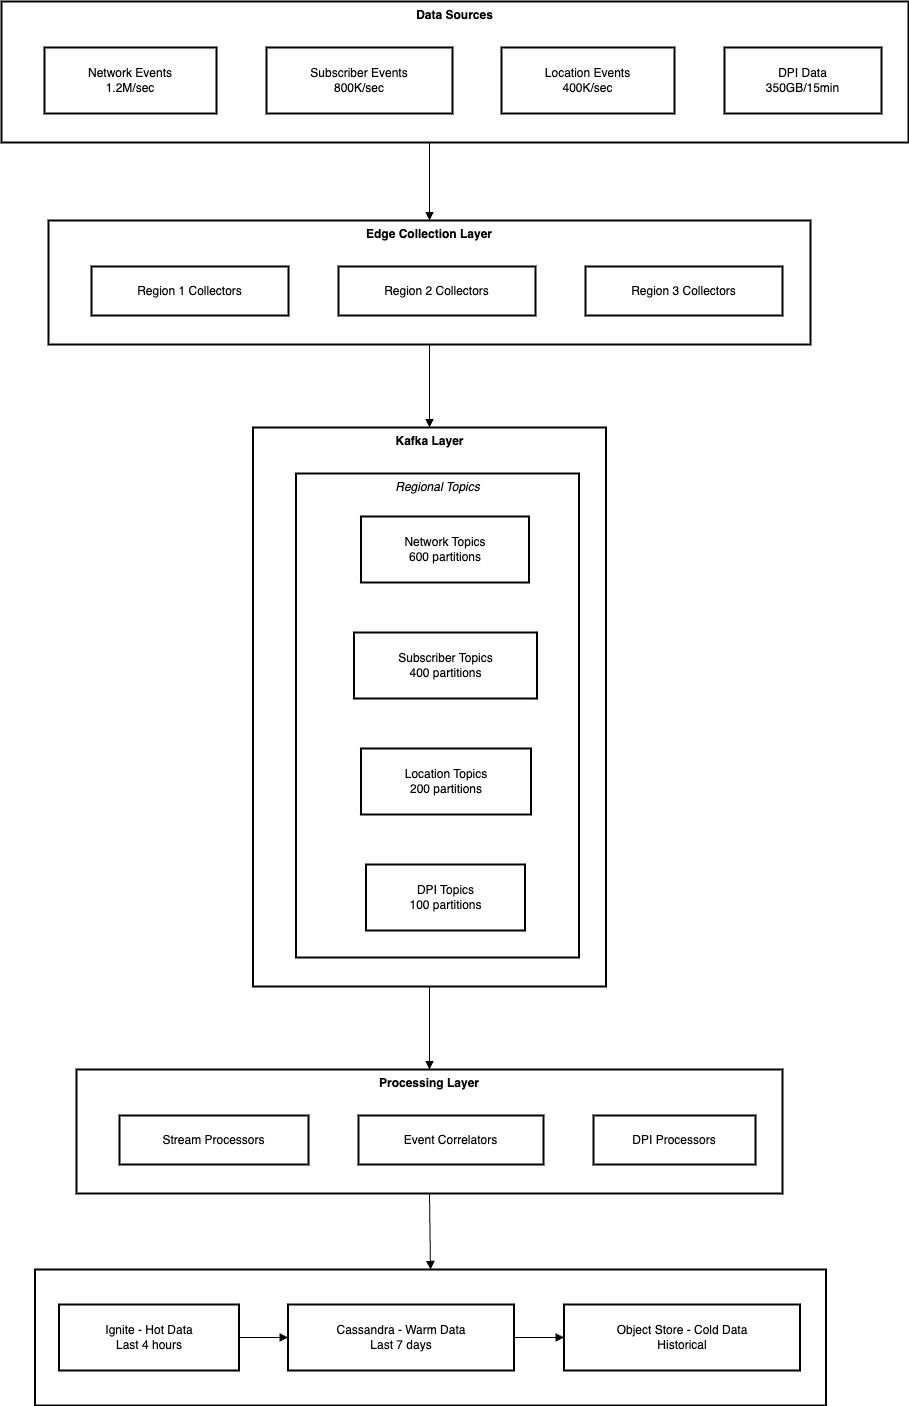 Data Sources
Network Events
1.2M/sec
Subscriber Events
800K/sec
Location Events
400K/sec
DPI Data
350GB/15min
Edge Collection Layer
Region 1 Collectors
Region 2 Collectors
Region 3 Collectors
Kafka Layer
Regional Topics
Network Topics
600 partitions
Subscriber Topics
400 partitions
Location Topics
200 partitions
DPI Topics
100 partitions
Processing Layer
Stream Processors
Event Correlators
DPI Processors
Ignite - Hot Data
Last 4 hours
Cassandra - Warm Data
Last 7 days
Object Store - Cold Data
Historical